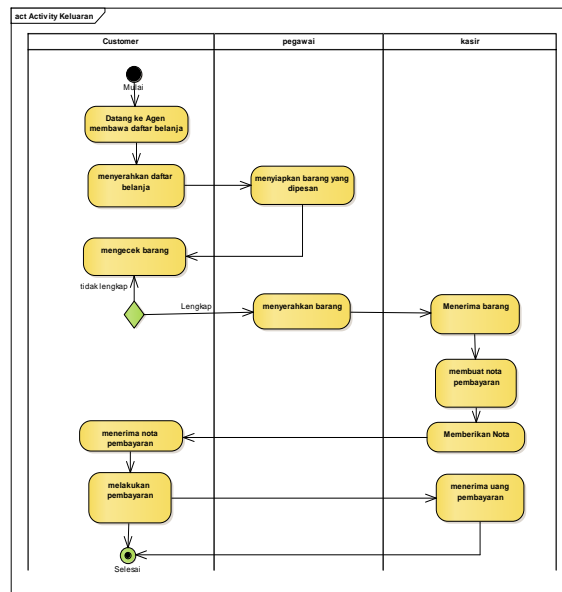 act Activity Keluaran
Customer
pegawai
kasir
Mulai
Datang ke Agen
membawa daftar belanja
menyerahkan daftar
belanja
menyiapkan barang yang
dipesan
mengecek barang
tidak lengkap
Lengkap
menyerahkan barang
Menerima barang
membuat nota
pembayaran
menerima nota
pembayaran
Memberikan Nota
melakukan
pembayaran
menerima uang
pembayaran
Selesai